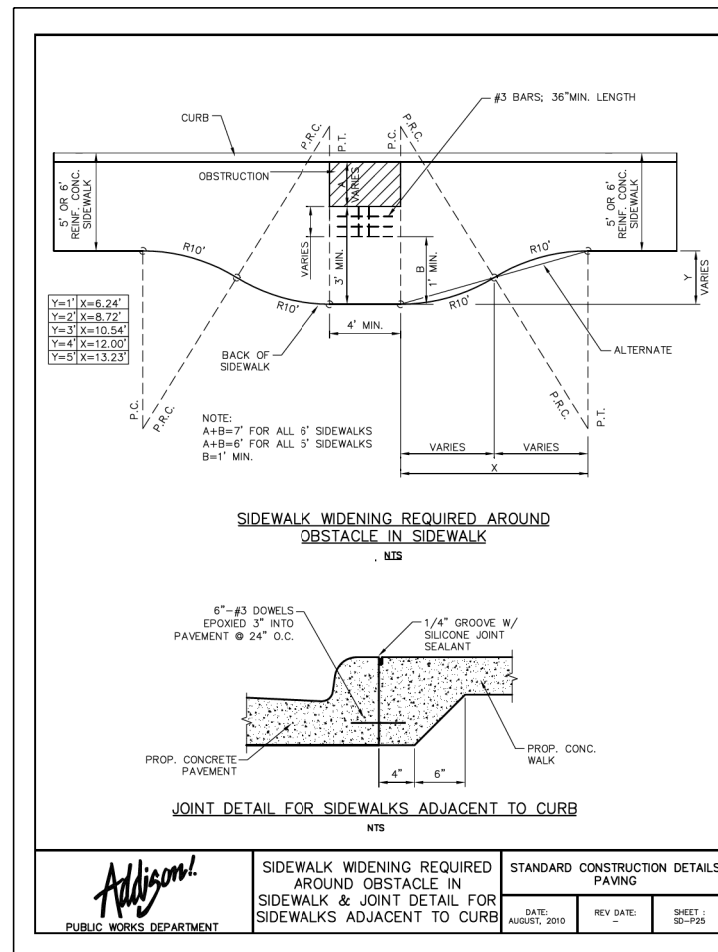 #3 BARS; 36"MIN. LENGTH
CURB
P.R.C.
P.T.
P.C.
P.R.C.
OBSTRUCTION
A
VARIES
5' OR 6'
REINF. CONC.
SIDEWALK
5' OR 6'
REINF. CONC.
SIDEWALK
VARIES
3' MIN.
B
1' MIN.
R10'
R10'
R10'
R10'
Y
VARIES
Y=1' X=6.24'
Y=2' X=8.72'
Y=3' X=10.54'
Y=4' X=12.00'
Y=5' X=13.23'
4' MIN.
BACK OF
SIDEWALK
ALTERNATE
P.C.
P.R.C.
P.R.C.
P.T.
NOTE:
A+B=7' FOR ALL 6' SIDEWALKS
A+B=6' FOR ALL 5' SIDEWALKS
B=1' MIN.
VARIES
VARIES
X
SIDEWALK WIDENING REQUIRED AROUND
OBSTACLE IN SIDEWALK
NTS
6"-#3 DOWELS
EPOXIED 3" INTO
PAVEMENT @ 24" O.C.
1/4" GROOVE W/
SILICONE JOINT
SEALANT
PROP. CONCRETE
PAVEMENT
PROP. CONC.
WALK
4"
6"
JOINT DETAIL FOR SIDEWALKS ADJACENT TO CURB
NTS
Addison!
PUBLIC WORKS DEPARTMENT
SIDEWALK WIDENING REQUIRED
AROUND OBSTACLE IN
SIDEWALK & JOINT DETAIL FOR
SIDEWALKS ADJACENT TO CURB
STANDARD CONSTRUCTION DETAILS
PAVING
DATE:
AUGUST, 2010
REV DATE:
-
SHEET :
SD-P25